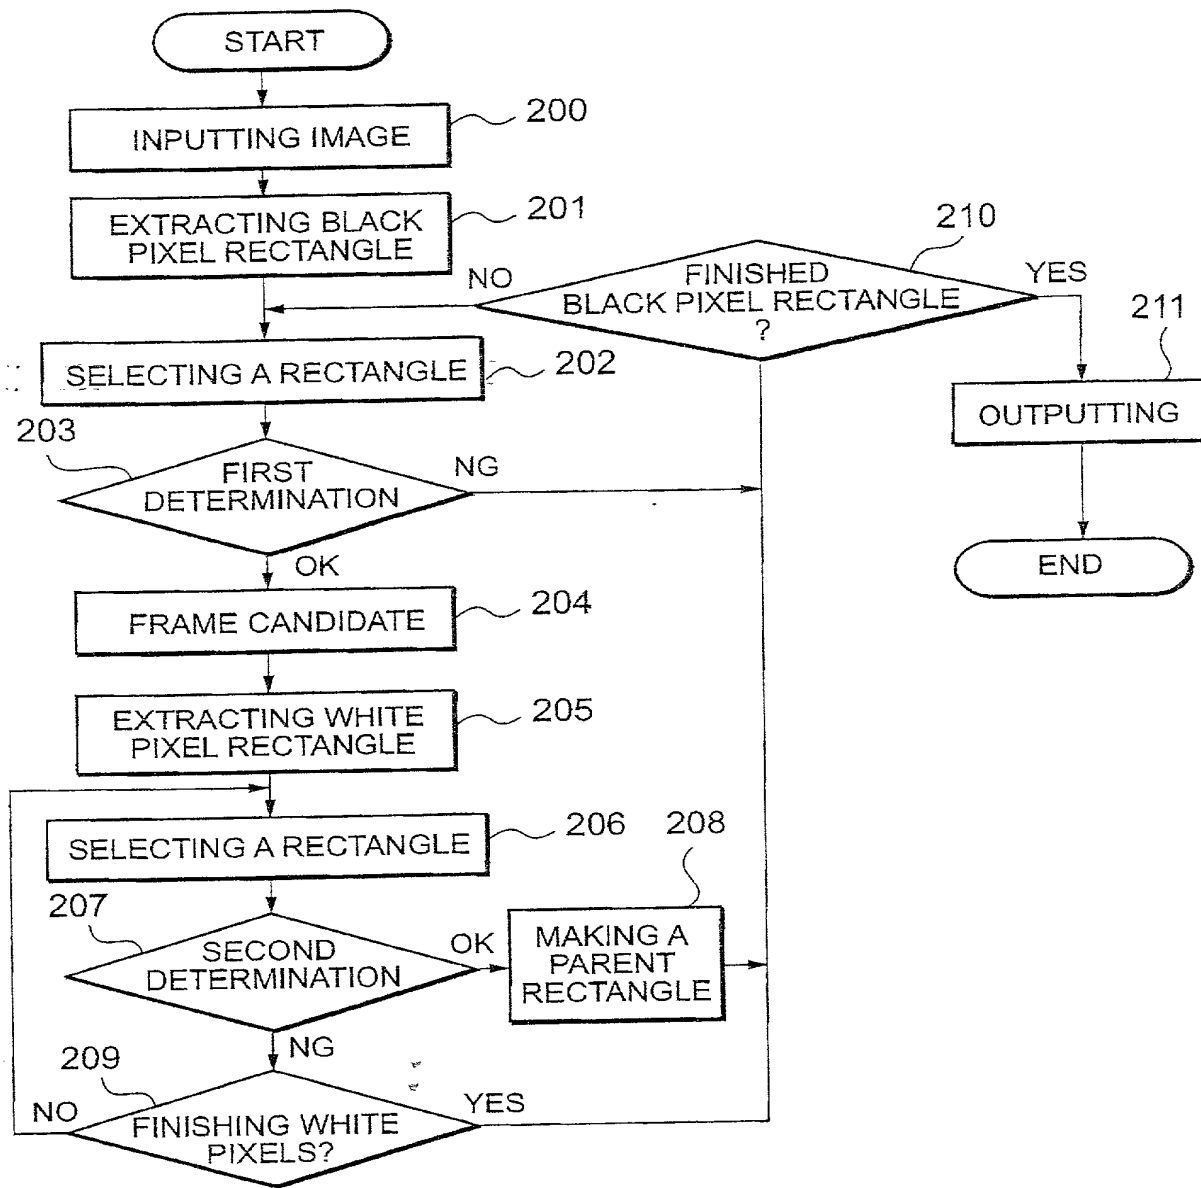 START
INPUTTING IMAGE
200
EXTRACTING BLACK
PIXEL RECTANGLE
201
SELECTING A RECTANGLE
202
203
FIRST
DETERMINATION
NG
OK
FRAME CANDIDATE
204
EXTRACTING WHITE
PIXEL RECTANGLE
205
SELECTING A RECTANGLE
206
207
SECOND
DETERMINATION
OK
NG
208
MAKING A
PARENT
RECTANGLE
209
FINISHING WHITE
PIXELS?
NO
YES
210
FINISHED
BLACK PIXEL RECTANGLE
?
NO
YES
211
OUTPUTTING
END